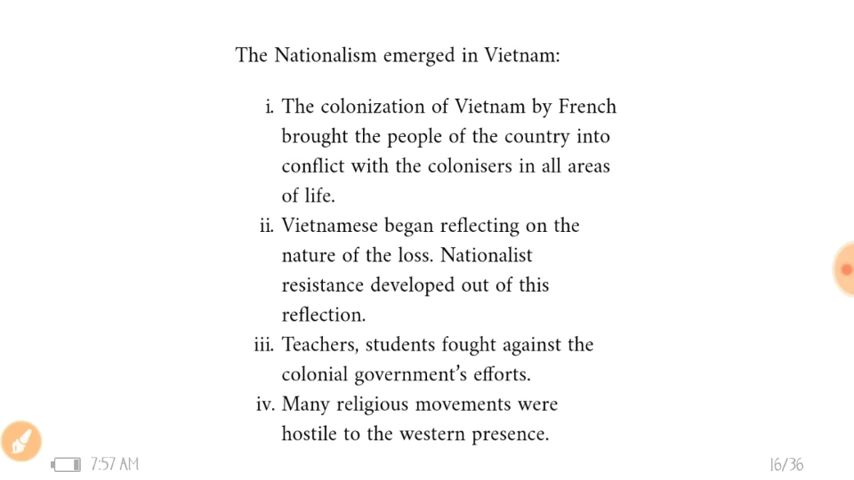 The Nationalism emerged in Vietnam:
i. The colonization of Vietnam by French
brought the people of the country into
conflict with the colonisers in all areas
of life.
ii. Vietnamese began reflecting on the
nature of the loss. Nationalist
resistance developed out of this
reflection.
iii. Teachers, students fought against the
colonial government's efforts.
iv. Many religious movements were
hostile to the western presence.
7:57 AM
16/36